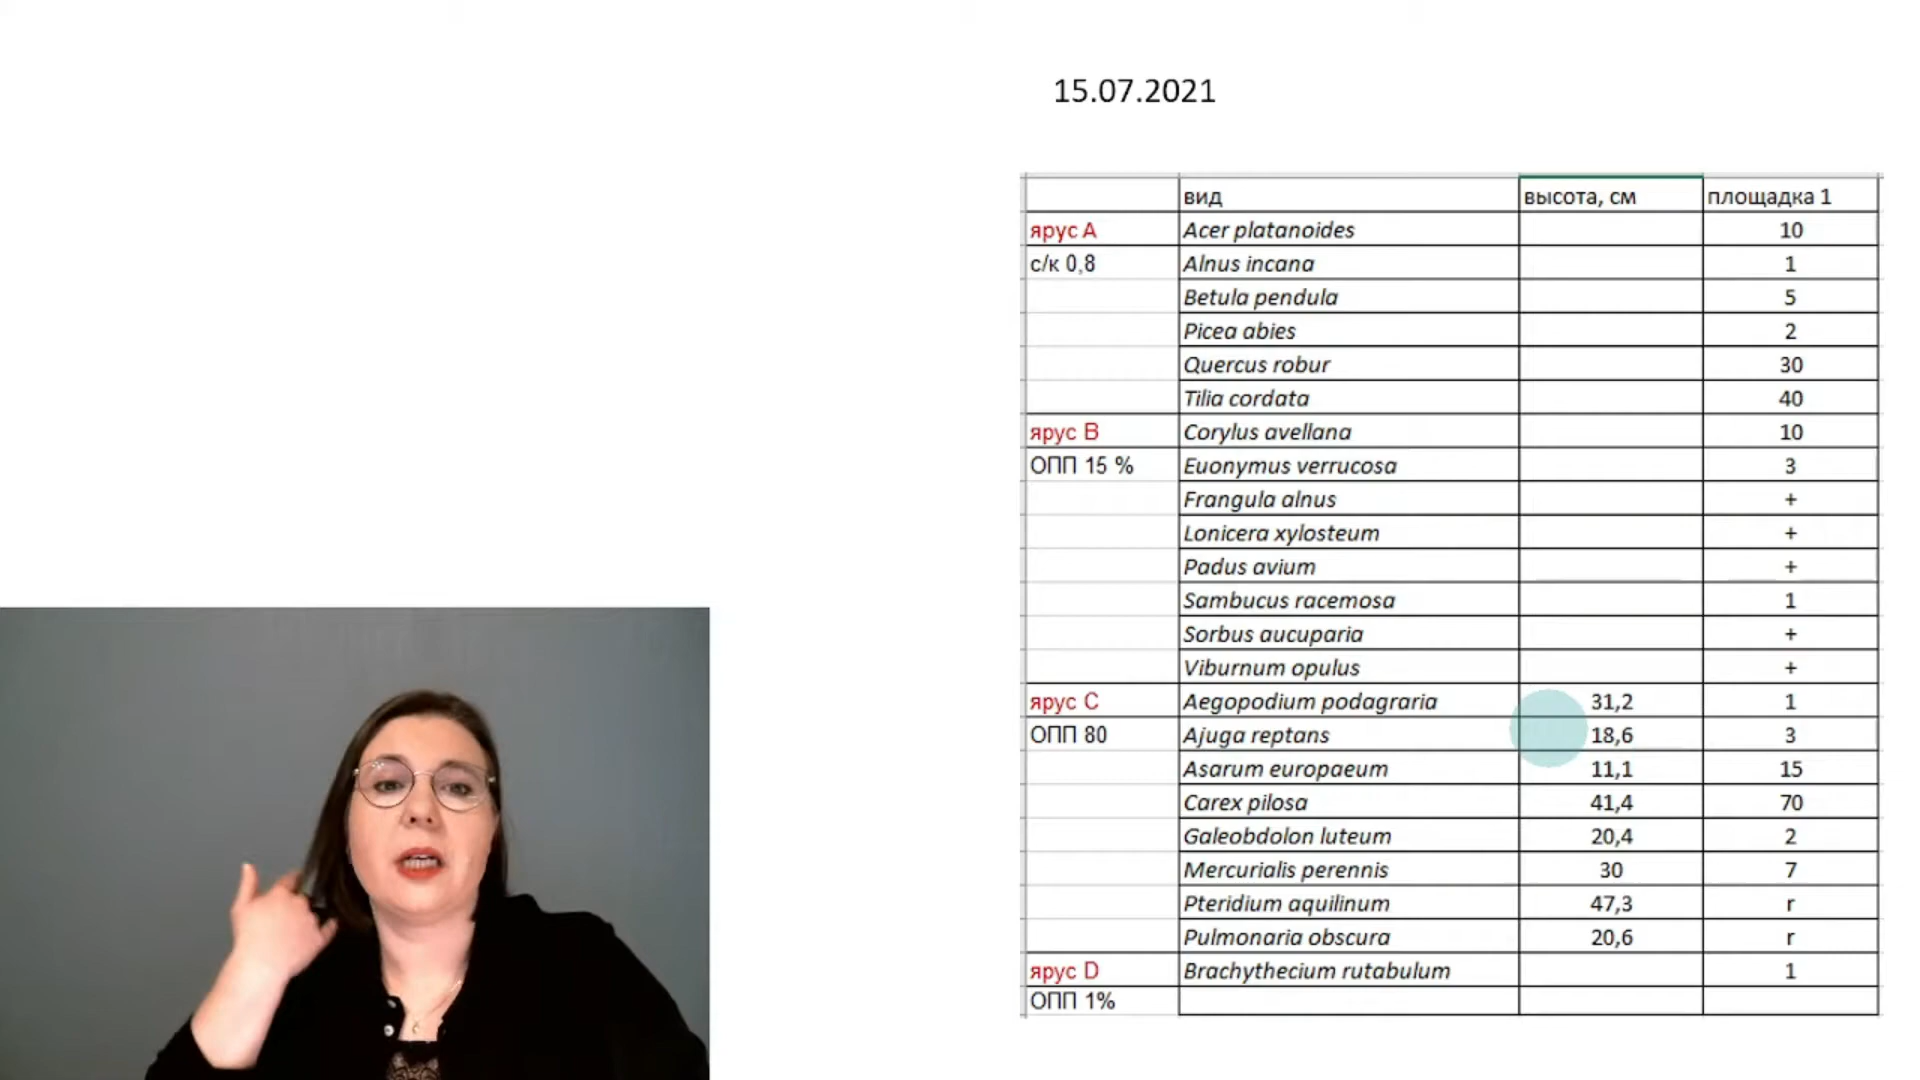 15.07.2021
вид высота, см площадка 1
ярус A Acer platanoides 10
с/к 0,8 Alnus incana 1
Betula pendula 5
Picea abies 2
Quercus robur 30
Tilia cordata 40
ярус B Corylus avellana 10
ОПП 15 % Euonymus verrucosa 3
Frangula alnus +
Lonicera xylosteum +
Padus avium +
Sambucus racemosa 1
Sorbus aucuparia +
Viburnum opulus +
ярус C Aegopodium podagraria 31,2 1
ОПП 80 Ajuga reptans 18,6 3
Asarum europaeum 11,1 15
Carex pilosa 41,4 70
Galeobdolon luteum 20,4 2
Mercurialis perennis 30 7
Pteridium aquilinum 47,3 r
Pulmonaria obscura 20,6 r
ярус D Brachythecium rutabulum 1
ОПП 1%